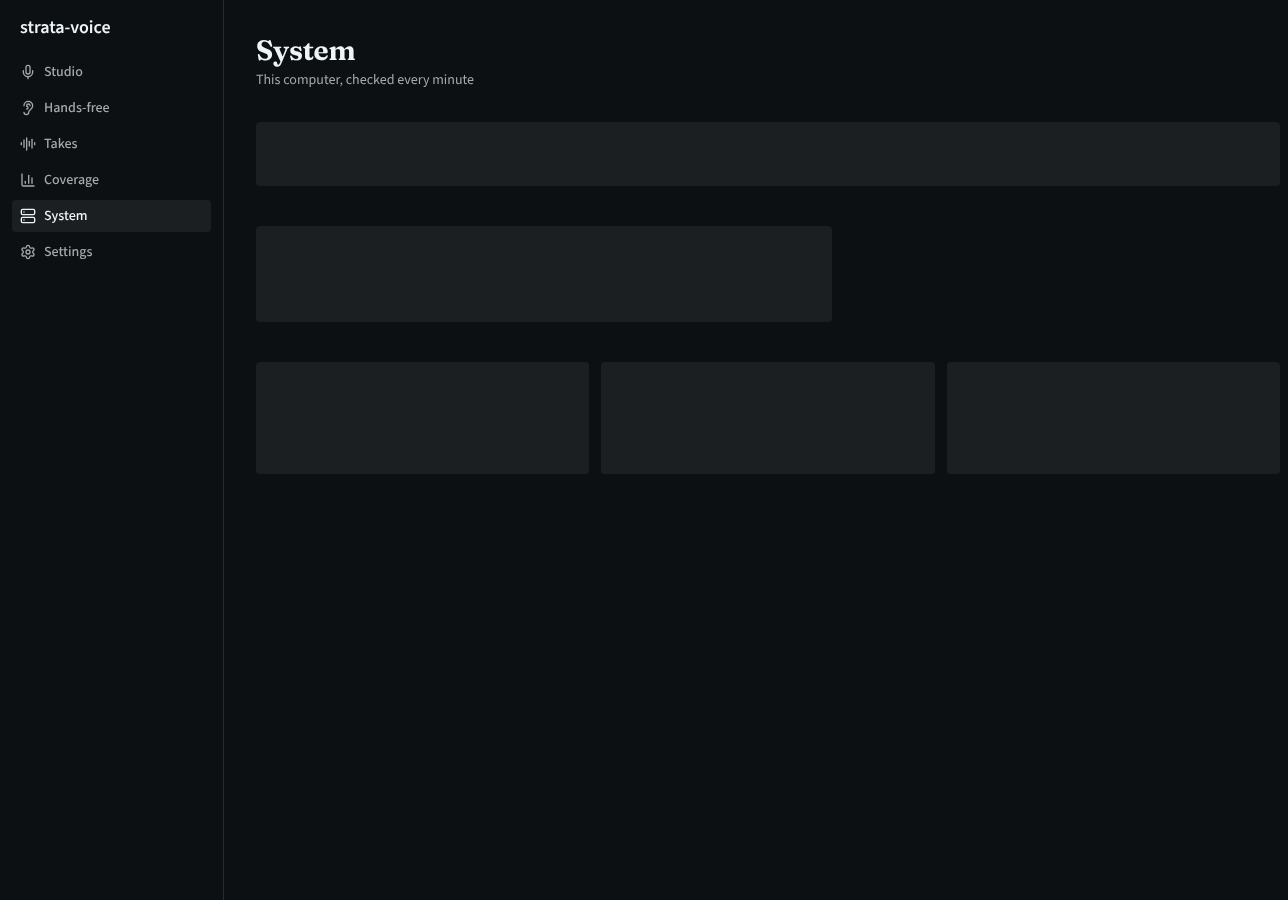 strata-voice
Studio
Hands-free
Takes
Coverage
System
Settings
System
This computer, checked every minute